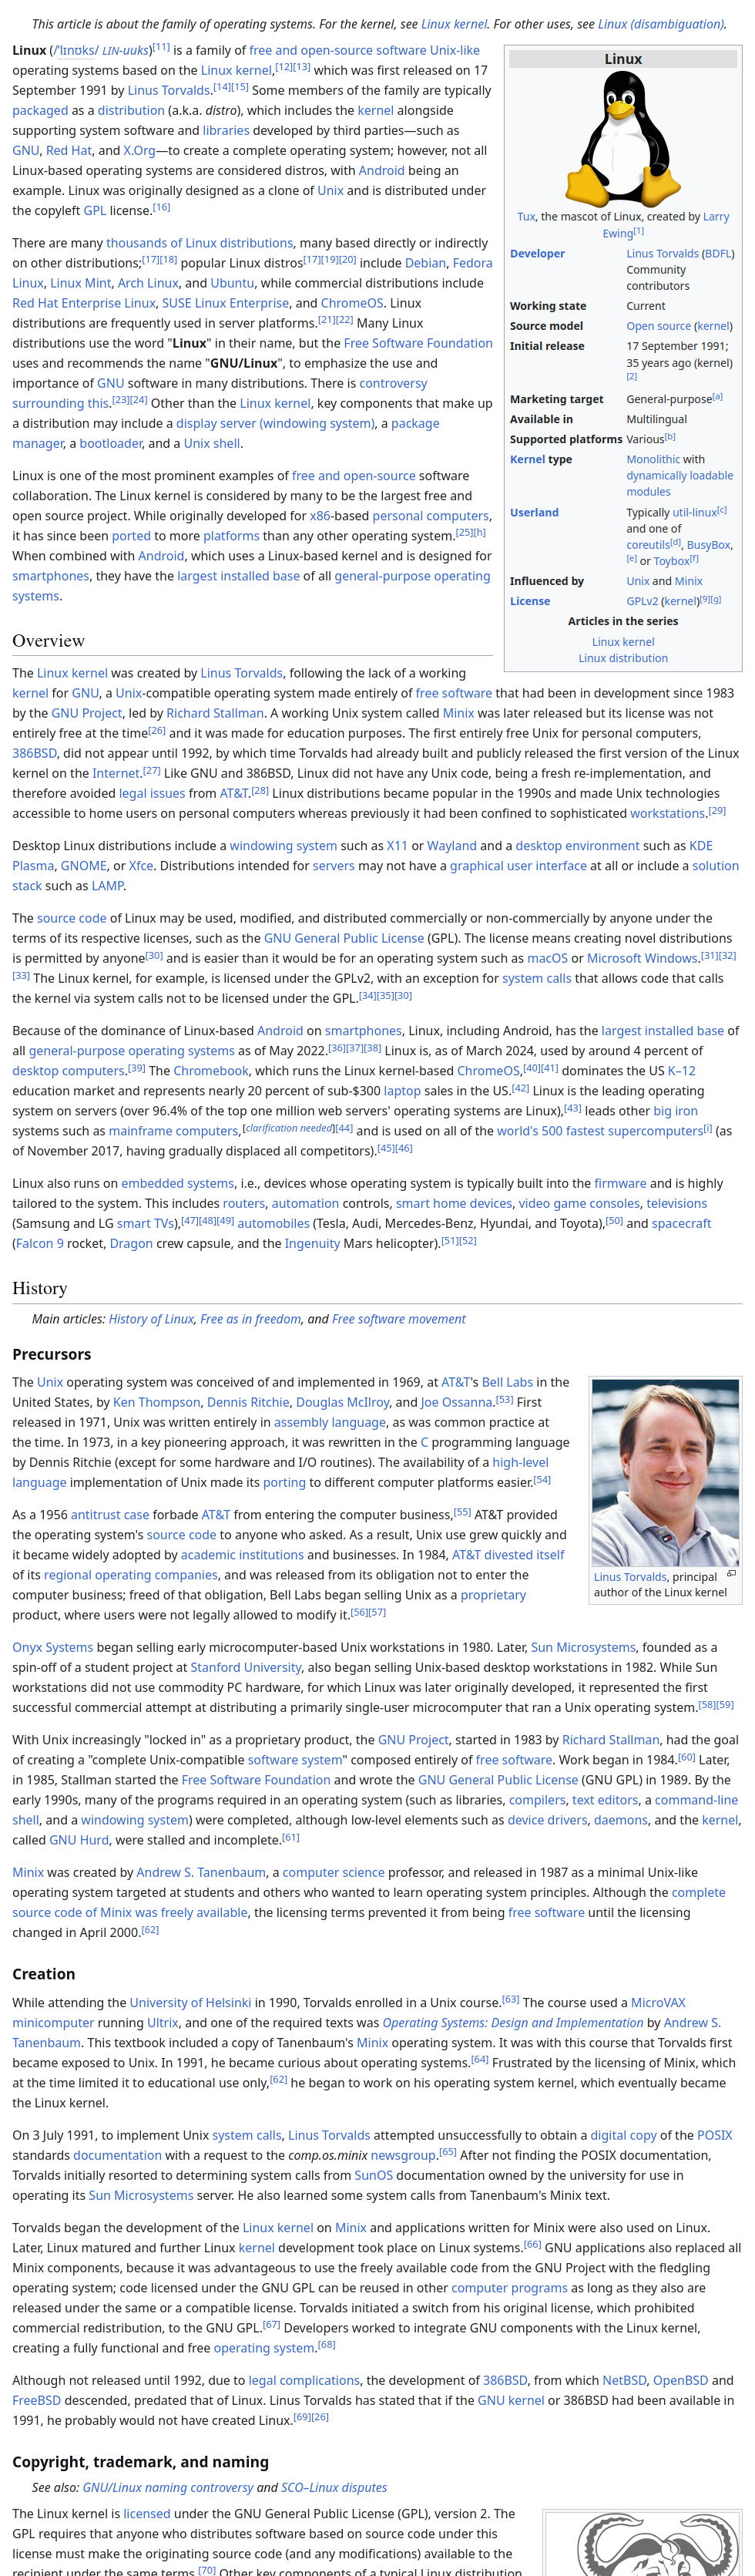 This article is about the family of operating systems. For the kernel, see Linux kernel. For other uses, see Linux (disambiguation).
Linux (/ˈlɪnʊks/ LIN-uuks)[11] is a family of free and open-source software Unix-like
operating systems based on the Linux kernel,[12][13] which was first released on 17
September 1991 by Linus Torvalds.[14][15] Some members of the family are typically
packaged as a distribution (a.k.a. distro), which includes the kernel alongside
supporting system software and libraries developed by third parties—such as
GNU, Red Hat, and X.Org—to create a complete operating system; however, not all
Linux-based operating systems are considered distros, with Android being an
example. Linux was originally designed as a clone of Unix and is distributed under
the copyleft GPL license.[16]
There are many thousands of Linux distributions, many based directly or indirectly
on other distributions;[17][18] popular Linux distros[17][19][20] include Debian, Fedora
Linux, Linux Mint, Arch Linux, and Ubuntu, while commercial distributions include
Red Hat Enterprise Linux, SUSE Linux Enterprise, and ChromeOS. Linux
distributions are frequently used in server platforms.[21][22] Many Linux
distributions use the word "Linux" in their name, but the Free Software Foundation
uses and recommends the name "GNU/Linux", to emphasize the use and
importance of GNU software in many distributions. There is controversy
surrounding this.[23][24] Other than the Linux kernel, key components that make up
a distribution may include a display server (windowing system), a package
manager, a bootloader, and a Unix shell.
Linux is one of the most prominent examples of free and open-source software
collaboration. The Linux kernel is considered by many to be the largest free and
open source project. While originally developed for x86-based personal computers,
it has since been ported to more platforms than any other operating system.[25][h]
When combined with Android, which uses a Linux-based kernel and is designed for
smartphones, they have the largest installed base of all general-purpose operating
systems.
Linux
Tux, the mascot of Linux, created by Larry
Ewing[1]
Developer Linus Torvalds (BDFL)
Community
contributors
Working state Current
Source model Open source (kernel)
Initial release 17 September 1991;
35 years ago (kernel)
[2]
Marketing target General-purpose[a]
Available in Multilingual
Supported platforms Various[b]
Kernel type Monolithic with
dynamically loadable
modules
Userland Typically util-linux[c]
and one of
coreutils[d], BusyBox,
[e] or Toybox[f]
Influenced by Unix and Minix
License GPLv2 (kernel)[9][g]
Articles in the series
Linux kernel
Linux distribution
Overview
The Linux kernel was created by Linus Torvalds, following the lack of a working
kernel for GNU, a Unix-compatible operating system made entirely of free software that had been in development since 1983
by the GNU Project, led by Richard Stallman. A working Unix system called Minix was later released but its license was not
entirely free at the time[26] and it was made for education purposes. The first entirely free Unix for personal computers,
386BSD, did not appear until 1992, by which time Torvalds had already built and publicly released the first version of the Linux
kernel on the Internet.[27] Like GNU and 386BSD, Linux did not have any Unix code, being a fresh re-implementation, and
therefore avoided legal issues from AT&T.[28] Linux distributions became popular in the 1990s and made Unix technologies
accessible to home users on personal computers whereas previously it had been confined to sophisticated workstations.[29]
Desktop Linux distributions include a windowing system such as X11 or Wayland and a desktop environment such as KDE
Plasma, GNOME, or Xfce. Distributions intended for servers may not have a graphical user interface at all or include a solution
stack such as LAMP.
The source code of Linux may be used, modified, and distributed commercially or non-commercially by anyone under the
terms of its respective licenses, such as the GNU General Public License (GPL). The license means creating novel distributions
is permitted by anyone[30] and is easier than it would be for an operating system such as macOS or Microsoft Windows.[31][32]
[33] The Linux kernel, for example, is licensed under the GPLv2, with an exception for system calls that allows code that calls
the kernel via system calls not to be licensed under the GPL.[34][35][30]
Because of the dominance of Linux-based Android on smartphones, Linux, including Android, has the largest installed base of
all general-purpose operating systems as of May 2022.[36][37][38] Linux is, as of March 2024, used by around 4 percent of
desktop computers.[39] The Chromebook, which runs the Linux kernel-based ChromeOS,[40][41] dominates the US K–12
education market and represents nearly 20 percent of sub-$300 laptop sales in the US.[42] Linux is the leading operating
system on servers (over 96.4% of the top one million web servers' operating systems are Linux),[43] leads other big iron
systems such as mainframe computers,[clarification needed][44] and is used on all of the world's 500 fastest supercomputers[i] (as
of November 2017, having gradually displaced all competitors).[45][46]
Linux also runs on embedded systems, i.e., devices whose operating system is typically built into the firmware and is highly
tailored to the system. This includes routers, automation controls, smart home devices, video game consoles, televisions
(Samsung and LG smart TVs),[47][48][49] automobiles (Tesla, Audi, Mercedes-Benz, Hyundai, and Toyota),[50] and spacecraft
(Falcon 9 rocket, Dragon crew capsule, and the Ingenuity Mars helicopter).[51][52]
History
Main articles: History of Linux, Free as in freedom, and Free software movement
Precursors
The Unix operating system was conceived of and implemented in 1969, at AT&T's Bell Labs in the
United States, by Ken Thompson, Dennis Ritchie, Douglas McIlroy, and Joe Ossanna.[53] First
released in 1971, Unix was written entirely in assembly language, as was common practice at
the time. In 1973, in a key pioneering approach, it was rewritten in the C programming language
by Dennis Ritchie (except for some hardware and I/O routines). The availability of a high-level
language implementation of Unix made its porting to different computer platforms easier.[54]
As a 1956 antitrust case forbade AT&T from entering the computer business,[55] AT&T provided
the operating system's source code to anyone who asked. As a result, Unix use grew quickly and
it became widely adopted by academic institutions and businesses. In 1984, AT&T divested itself
of its regional operating companies, and was released from its obligation not to enter the
computer business; freed of that obligation, Bell Labs began selling Unix as a proprietary
product, where users were not legally allowed to modify it.[56][57]
Linus Torvalds, principal
author of the Linux kernel
Onyx Systems began selling early microcomputer-based Unix workstations in 1980. Later, Sun Microsystems, founded as a
spin-off of a student project at Stanford University, also began selling Unix-based desktop workstations in 1982. While Sun
workstations did not use commodity PC hardware, for which Linux was later originally developed, it represented the first
successful commercial attempt at distributing a primarily single-user microcomputer that ran a Unix operating system.[58][59]
With Unix increasingly "locked in" as a proprietary product, the GNU Project, started in 1983 by Richard Stallman, had the goal
of creating a "complete Unix-compatible software system" composed entirely of free software. Work began in 1984.[60] Later,
in 1985, Stallman started the Free Software Foundation and wrote the GNU General Public License (GNU GPL) in 1989. By the
early 1990s, many of the programs required in an operating system (such as libraries, compilers, text editors, a command-line
shell, and a windowing system) were completed, although low-level elements such as device drivers, daemons, and the kernel,
called GNU Hurd, were stalled and incomplete.[61]
Minix was created by Andrew S. Tanenbaum, a computer science professor, and released in 1987 as a minimal Unix-like
operating system targeted at students and others who wanted to learn operating system principles. Although the complete
source code of Minix was freely available, the licensing terms prevented it from being free software until the licensing
changed in April 2000.[62]
Creation
While attending the University of Helsinki in 1990, Torvalds enrolled in a Unix course.[63] The course used a MicroVAX
minicomputer running Ultrix, and one of the required texts was Operating Systems: Design and Implementation by Andrew S.
Tanenbaum. This textbook included a copy of Tanenbaum's Minix operating system. It was with this course that Torvalds first
became exposed to Unix. In 1991, he became curious about operating systems.[64] Frustrated by the licensing of Minix, which
at the time limited it to educational use only,[62] he began to work on his operating system kernel, which eventually became
the Linux kernel.
On 3 July 1991, to implement Unix system calls, Linus Torvalds attempted unsuccessfully to obtain a digital copy of the POSIX
standards documentation with a request to the comp.os.minix newsgroup.[65] After not finding the POSIX documentation,
Torvalds initially resorted to determining system calls from SunOS documentation owned by the university for use in
operating its Sun Microsystems server. He also learned some system calls from Tanenbaum's Minix text.
Torvalds began the development of the Linux kernel on Minix and applications written for Minix were also used on Linux.
Later, Linux matured and further Linux kernel development took place on Linux systems.[66] GNU applications also replaced all
Minix components, because it was advantageous to use the freely available code from the GNU Project with the fledgling
operating system; code licensed under the GNU GPL can be reused in other computer programs as long as they also are
released under the same or a compatible license. Torvalds initiated a switch from his original license, which prohibited
commercial redistribution, to the GNU GPL.[67] Developers worked to integrate GNU components with the Linux kernel,
creating a fully functional and free operating system.[68]
Although not released until 1992, due to legal complications, the development of 386BSD, from which NetBSD, OpenBSD and
FreeBSD descended, predated that of Linux. Linus Torvalds has stated that if the GNU kernel or 386BSD had been available in
1991, he probably would not have created Linux.[69][26]
Copyright, trademark, and naming
See also: GNU/Linux naming controversy and SCO–Linux disputes
The Linux kernel is licensed under the GNU General Public License (GPL), version 2. The
GPL requires that anyone who distributes software based on source code under this
license must make the originating source code (and any modifications) available to the
recipient under the same terms.[70] Other key components of a typical Linux distribution